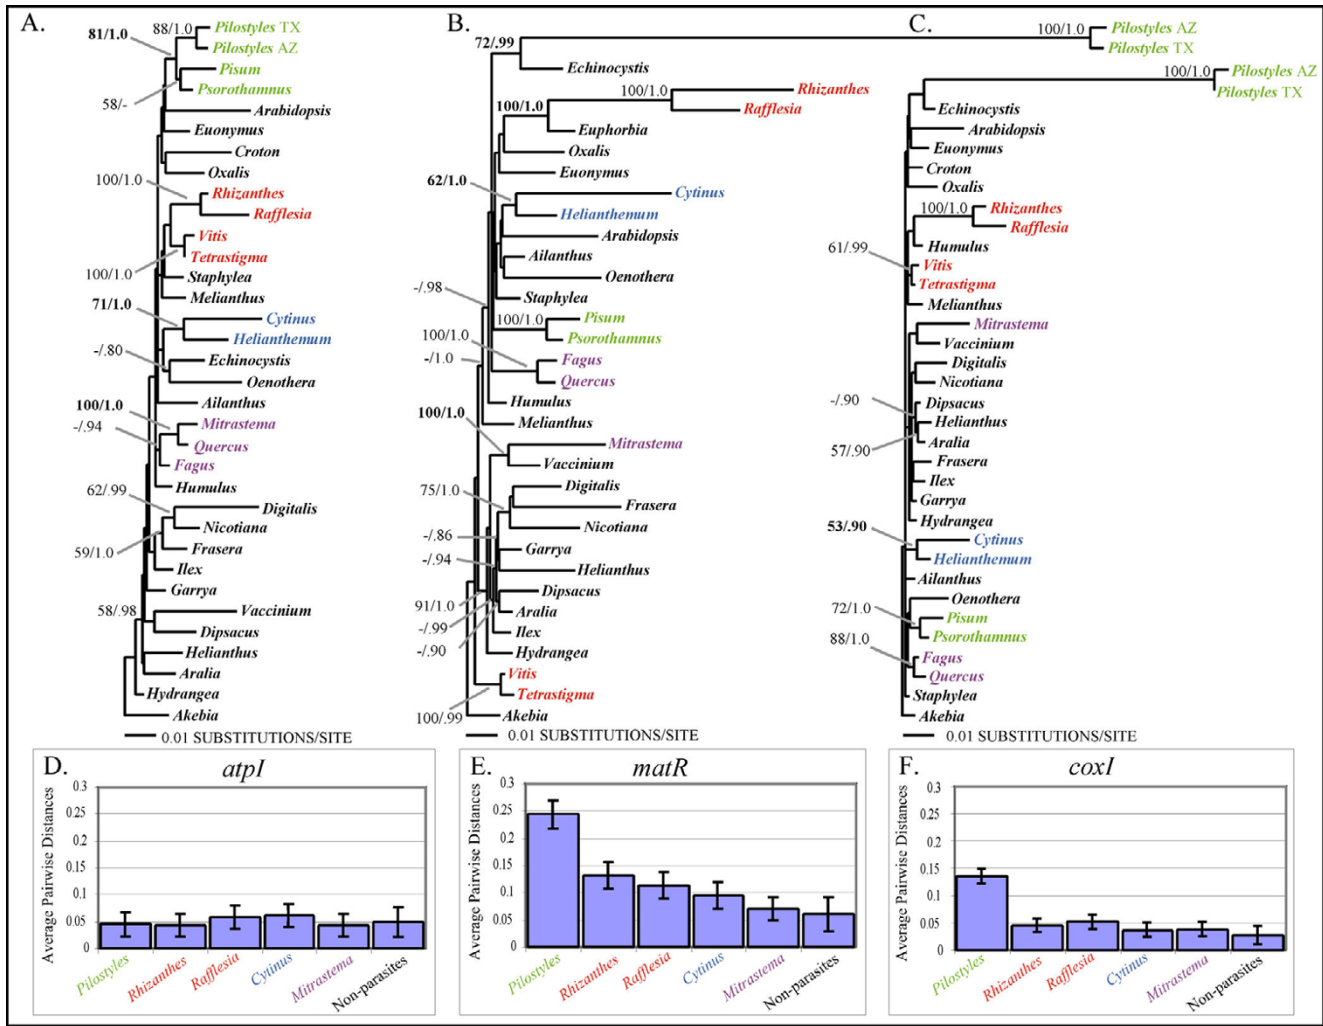 A.
88/1.0
Pilostyles TX
81/1.0
Pilostyles AZ
Pisum
Psorothamnus
58/-
Arabidopsis
Euonymus
Croton
Oxalis
100/1.0
Rhizanthes
Rafflesia
Vitis
Tetrastigma
100/1.0
Staphylea
Melianthus
71/1.0
Cytinus
Helianthemum
-/.80
Echinocystis
Oenothera
Ailanthus
100/1.0
Mitrastema
-/.94
Quercus
Fagus
Humulus
62/.99
Digitalis
Nicotiana
59/1.0
Frasera
Ilex
Garrya
58/.98
Vaccinium
Dipsacus
Helianthus
Aralia
Hydrangea
Akebia
0.01 SUBSTITUTIONS/SITE
B.
72/.99
100/1.0
Pilostyles AZ
Pilostyles TX
Echinocystis
100/1.0
Rhizanthes
100/1.0
Rafflesia
Euphorbia
Oxalis
Euonymus
62/1.0
Cytinus
Helianthemum
Arabidopsis
Ailanthus
Oenothera
-/.98
Staphylea
100/1.0
Pisum
100/1.0
Psorothamnus
-/1.0
Fagus
Quercus
Humulus
100/1.0
Melianthus
Mitrastema
Vaccinium
75/1.0
Digitalis
Frasera
Nicotiana
-/.86
Garrya
-/.94
Helianthus
Dipsacus
91/1.0
Aralia
-/.99
Ilex
-/.90
Hydrangea
Vitis
Tetrastigma
100/.99
Akebia
0.01 SUBSTITUTIONS/SITE
C.
100/1.0
Pilostyles AZ
Pilostyles TX
Echinocystis
Arabidopsis
Euonymus
Croton
Oxalis
100/1.0
Rhizanthes
Rafflesia
61/.99
Humulus
Vitis
Tetrastigma
Melianthus
Mitrastema
Vaccinium
Digitalis
Nicotiana
-/.90
Dipsacus
Helianthus
57/.90
Aralia
Frasera
Ilex
Garrya
Hydrangea
53/.90
Cytinus
Helianthemum
Ailanthus
Oenothera
72/1.0
Pisum
Psorothamnus
88/1.0
Fagus
Quercus
Staphylea
Akebia
0.01 SUBSTITUTIONS/SITE
D.
atpI
Average Pairwise Distances
0.3
0.25
0.2
0.15
0.1
0.05
0
Pilostyles
Rhizanthes
Rafflesia
Cytinus
Mitrastema
Non-parasites
E.
matR
Average Pairwise Distances
0.3
0.25
0.2
0.15
0.1
0.05
0
Pilostyles
Rhizanthes
Rafflesia
Cytinus
Mitrastema
Non-parasites
F.
coxI
Average Pairwise Distances
0.3
0.25
0.2
0.15
0.1
0.05
0
Pilostyles
Rhizanthes
Rafflesia
Cytinus
Mitrastema
Non-parasites